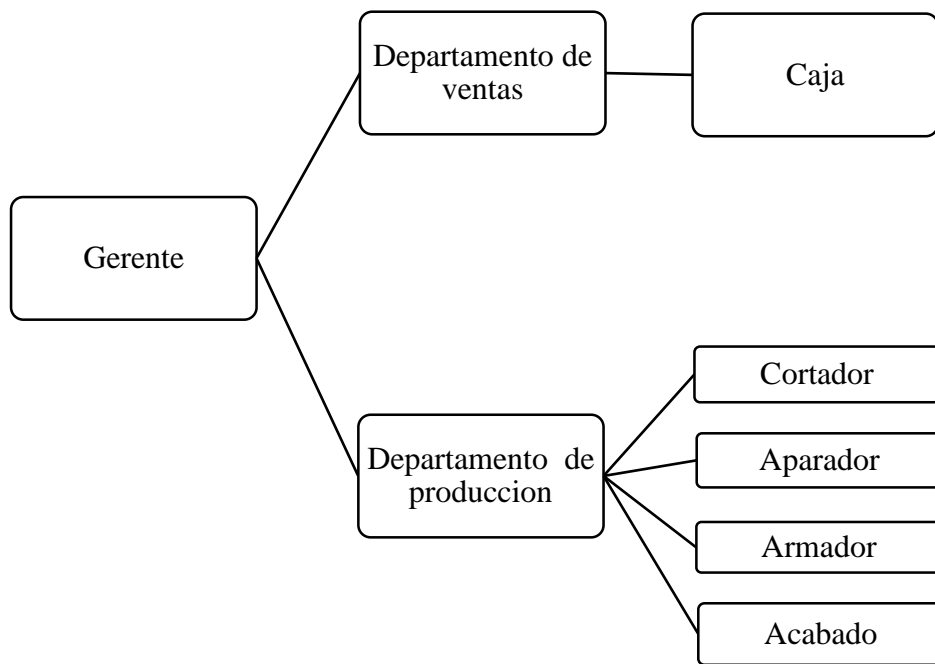 Departamento de
ventas
Caja
Gerente
Departamento de
produccion
Cortador
Aparador
Armador
Acabado